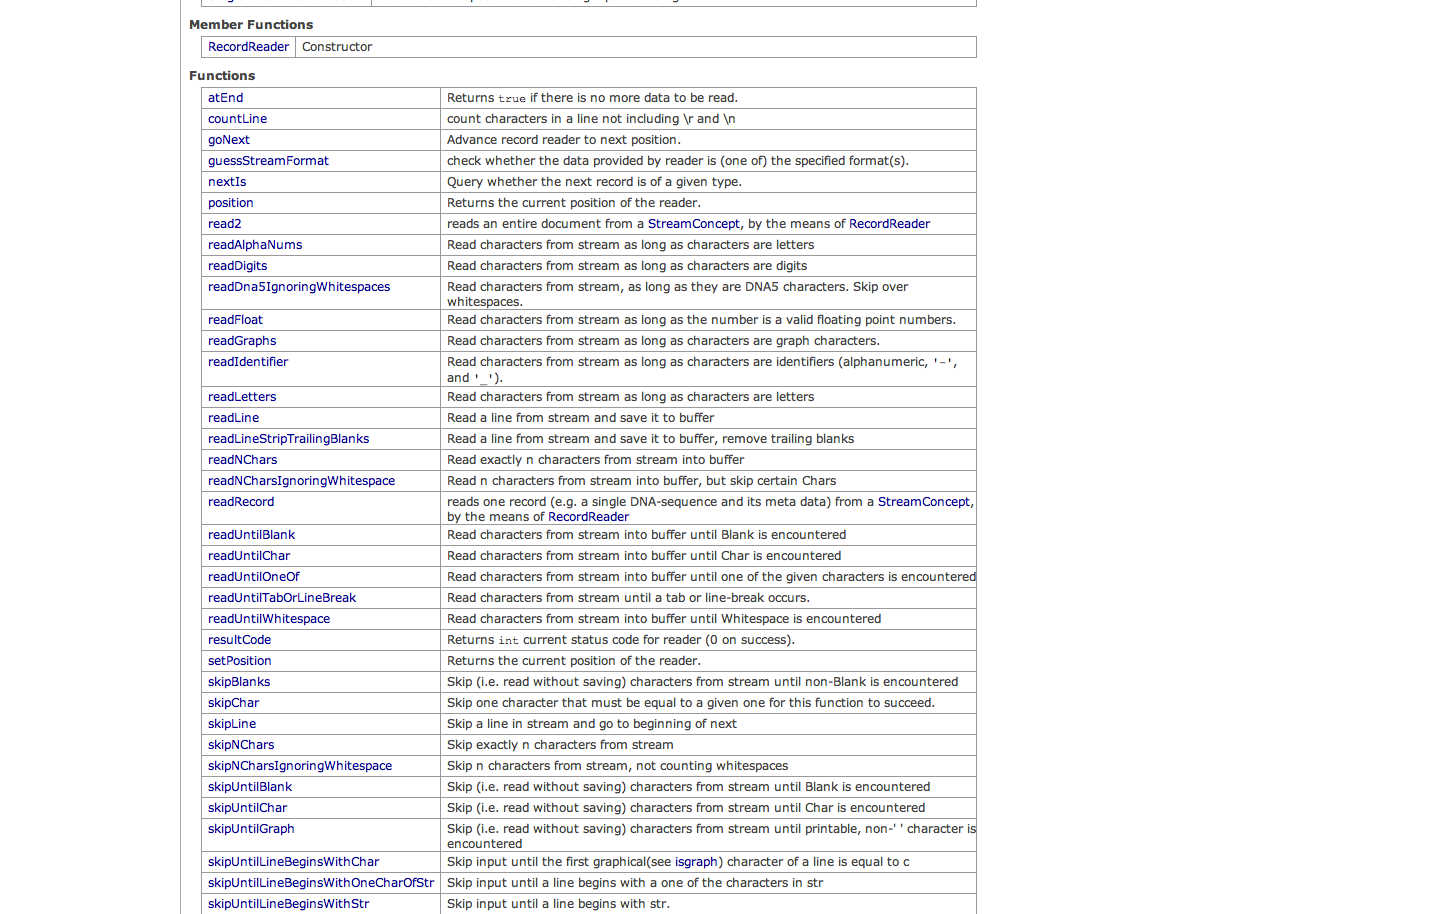 Member Functions
RecordReader Constructor
Functions
atEnd Returns true if there is no more data to be read.
countLine count characters in a line not including \r and \n
goNext Advance record reader to next position.
guessStreamFormat check whether the data provided by reader is (one of) the specified format(s).
nextIs Query whether the next record is of a given type.
position Returns the current position of the reader.
read2 reads an entire document from a StreamConcept, by the means of RecordReader
readAlphaNums Read characters from stream as long as characters are letters
readDigits Read characters from stream as long as characters are digits
readDna5IgnoringWhitespaces Read characters from stream, as long as they are DNA5 characters. Skip over
whitespaces.
readFloat Read characters from stream as long as the number is a valid floating point numbers.
readGraphs Read characters from stream as long as characters are graph characters.
readIdentifier Read characters from stream as long as characters are identifiers (alphanumeric, '-',
and '_').
readLetters Read characters from stream as long as characters are letters
readLine Read a line from stream and save it to buffer
readLineStripTrailingBlanks Read a line from stream and save it to buffer, remove trailing blanks
readNChars Read exactly n characters from stream into buffer
readNCharsIgnoringWhitespace Read n characters from stream into buffer, but skip certain Chars
readRecord reads one record (e.g. a single DNA-sequence and its meta data) from a StreamConcept,
by the means of RecordReader
readUntilBlank Read characters from stream into buffer until Blank is encountered
readUntilChar Read characters from stream into buffer until Char is encountered
readUntilOneOf Read characters from stream into buffer until one of the given characters is encountered
readUntilTabOrLineBreak Read characters from stream until a tab or line-break occurs.
readUntilWhitespace Read characters from stream into buffer until Whitespace is encountered
resultCode Returns int current status code for reader (0 on success).
setPosition Returns the current position of the reader.
skipBlanks Skip (i.e. read without saving) characters from stream until non-Blank is encountered
skipChar Skip one character that must be equal to a given one for this function to succeed.
skipLine Skip a line in stream and go to beginning of next
skipNChars Skip exactly n characters from stream
skipNCharsIgnoringWhitespace Skip n characters from stream, not counting whitespaces
skipUntilBlank Skip (i.e. read without saving) characters from stream until Blank is encountered
skipUntilChar Skip (i.e. read without saving) characters from stream until Char is encountered
skipUntilGraph Skip (i.e. read without saving) characters from stream until printable, non-' ' character is
encountered
skipUntilLineBeginsWithChar Skip input until the first graphical(see isgraph) character of a line is equal to c
skipUntilLineBeginsWithOneCharOfStr Skip input until a line begins with a one of the characters in str
skipUntilLineBeginsWithStr Skip input until a line begins with str.